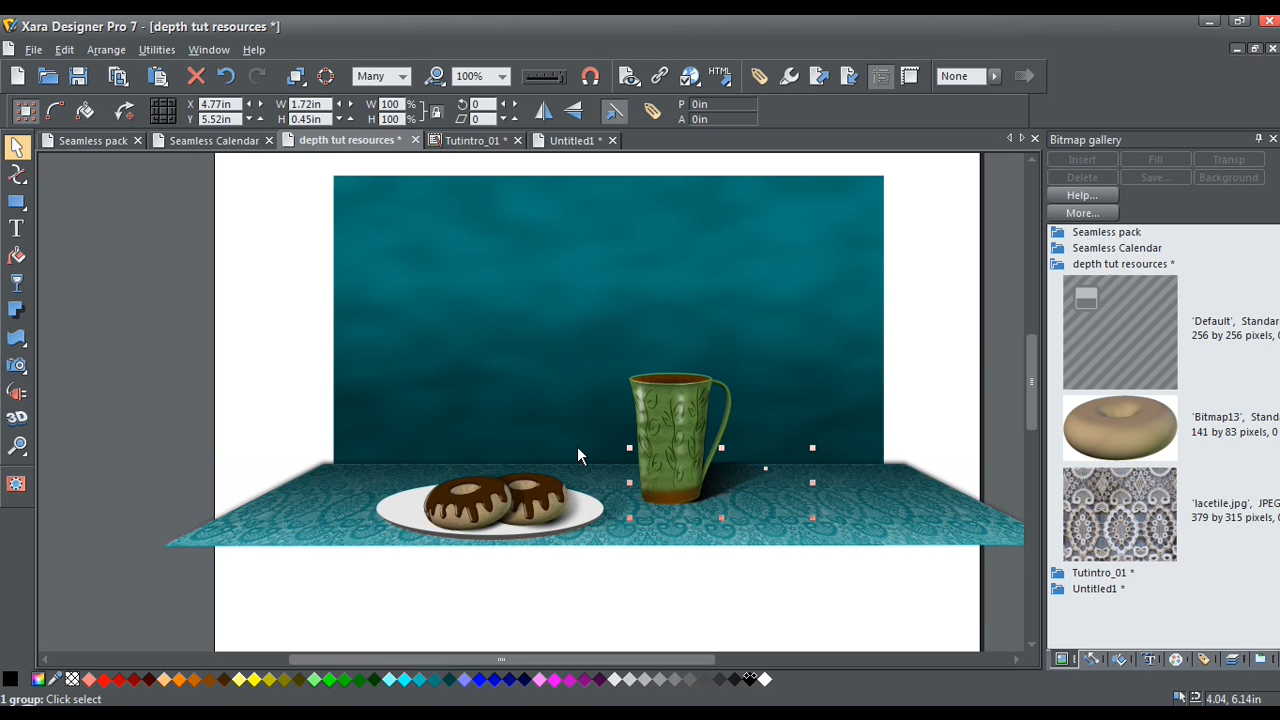 Xara Designer Pro 7 - [depth tut resources *]
File Edit Arrange Utilities Window Help
Many 100% HTML None
X 4.77in W 1.72in W 100 % 0 P 0in
Y 5.52in H 0.45in H 100 % 0 A 0in
Seamless pack Seamless Calendar depth tut resources * Tutintro_01 * Untitled1 *
Bitmap gallery
Insert Fill Transp
Delete Save... Background
Help...
More...
Seamless pack
Seamless Calendar
depth tut resources *
'Default', Standar
256 by 256 pixels, 0
'Bitmap13', Stand
141 by 83 pixels, 0
'lacetile.jpg', JPEG
379 by 315 pixels, 0
Tutintro_01 *
Untitled1 *
3D
1 group: Click select
4.04, 6.14in